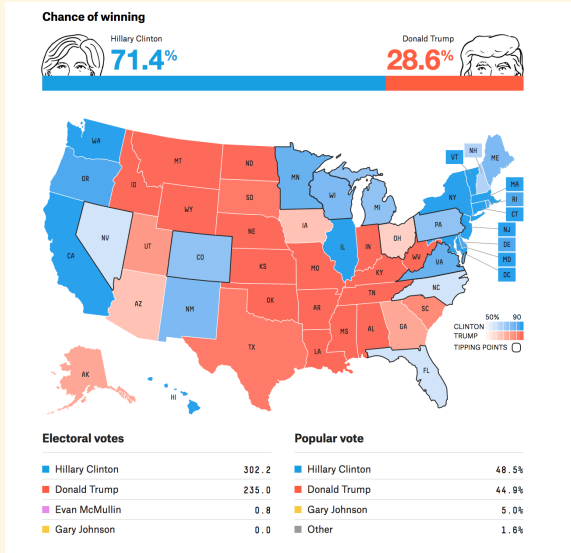 Chance of winning
Hillary Clinton
71.4%
Donald Trump
28.6%
WA
OR
CA
NV
ID
MT
WY
UT
AZ
CO
NM
ND
SD
NE
KS
OK
TX
MN
IA
MO
AR
LA
WI
IL
MI
IN
OH
KY
TN
MS
AL
GA
FL
SC
NC
WV
VA
PA
NY
VT
NH
ME
MA
RI
CT
NJ
DE
MD
DC
AK
HI
50% 90
CLINTON
TRUMP
TIPPING POINTS
Electoral votes
Hillary Clinton 302.2
Donald Trump 235.0
Evan McMullin 0.8
Gary Johnson 0.0
Popular vote
Hillary Clinton 48.5%
Donald Trump 44.9%
Gary Johnson 5.0%
Other 1.6%